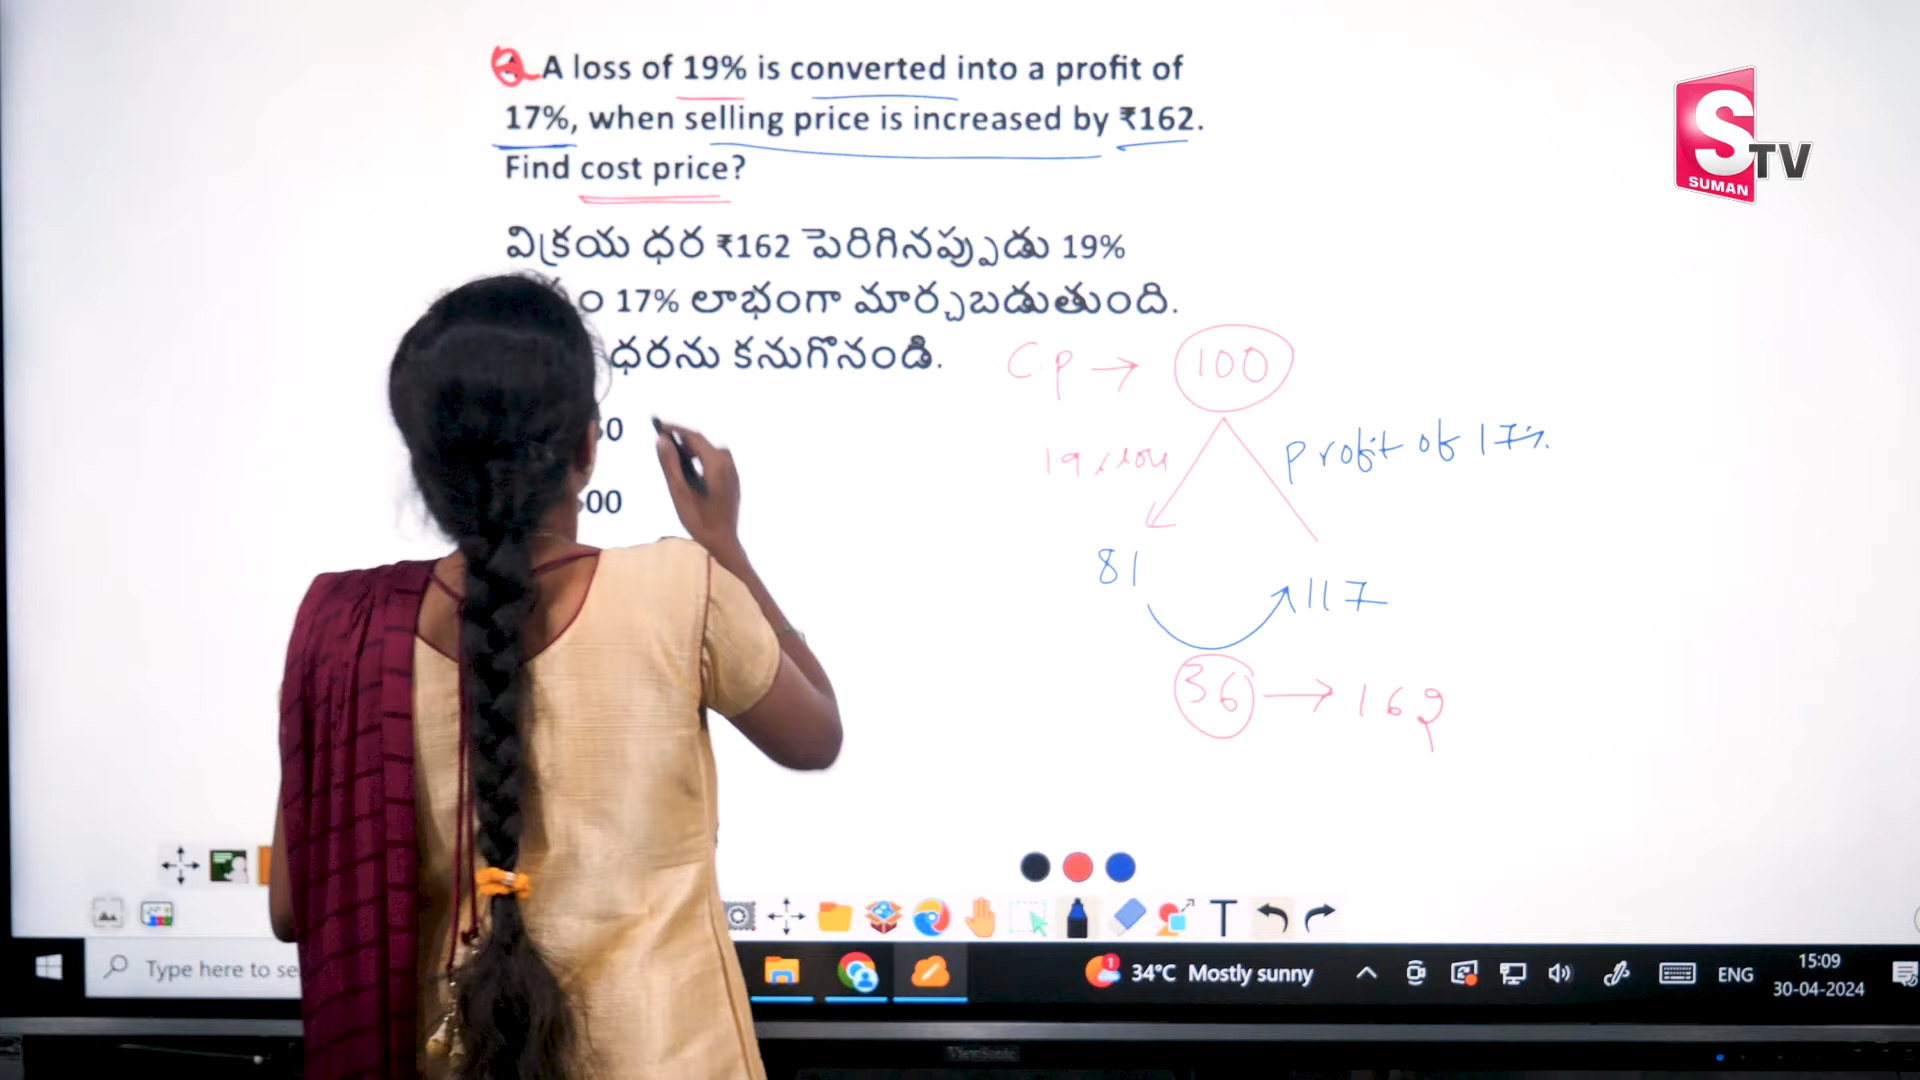 A loss of 19% is converted into a profit of
17%, when selling price is increased by ₹162.
Find cost price?
విక్రయ ధర ₹162 పెరిగినప్పుడు 19%
17% లాభంగా మార్చబడుతుంది.
ధరను కనుగొనండి.
00
C.P → 100
19% loss
profit of 17%.
81
117
36 → 162
S TV
SUMAN
Type here to se
34°C Mostly sunny
ENG
15:09
30-04-2024
ViewSonic